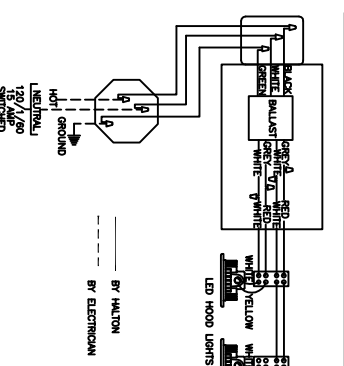 BLACK
WHITE
GREEN
BALLAST
GREY
WHITE
GREY
WHITE
RED
WHITE
RED
WHITE
HOT
NEUTRAL
GROUND
120/1/60
15 AMP
SWITCHED
WHITE
YELLOW
LED HOOD LIGHTS
BY HALTON
BY ELECTRICIAN